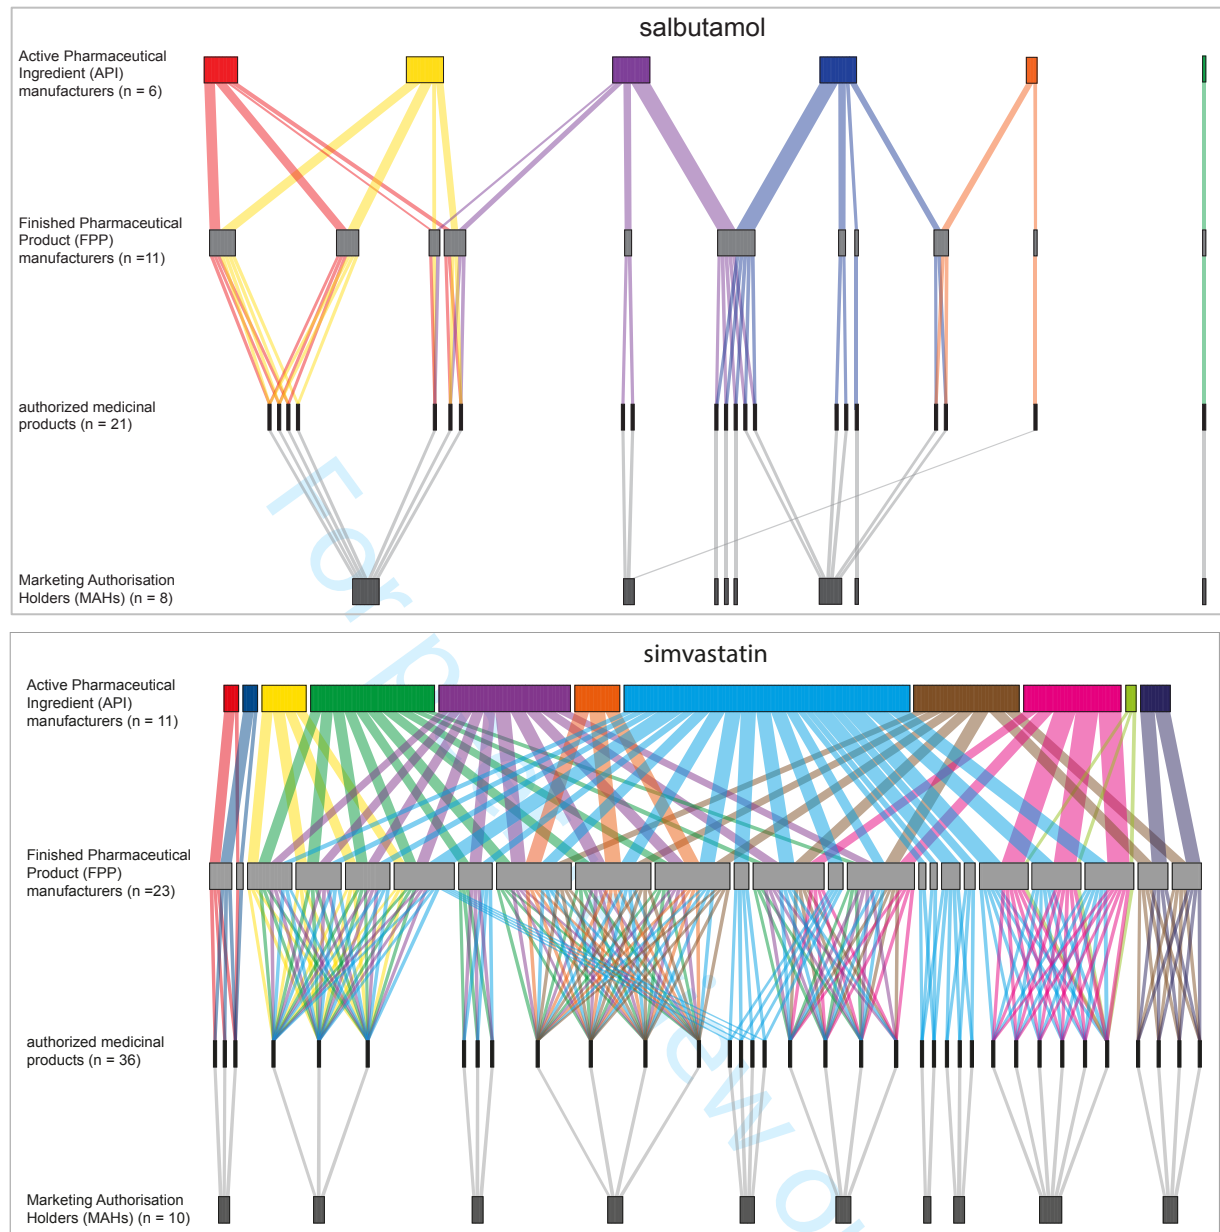 salbutamol
Active Pharmaceutical
Ingredient (API)
manufacturers (n = 6)
Finished Pharmaceutical
Product (FPP)
manufacturers (n =11)
authorized medicinal
products (n = 21)
Marketing Authorisation
Holders (MAHs) (n = 8)
simvastatin
Active Pharmaceutical
Ingredient (API)
manufacturers (n = 11)
Finished Pharmaceutical
Product (FPP)
manufacturers (n =23)
authorized medicinal
products (n = 36)
Marketing Authorisation
Holders (MAHs) (n = 10)
For